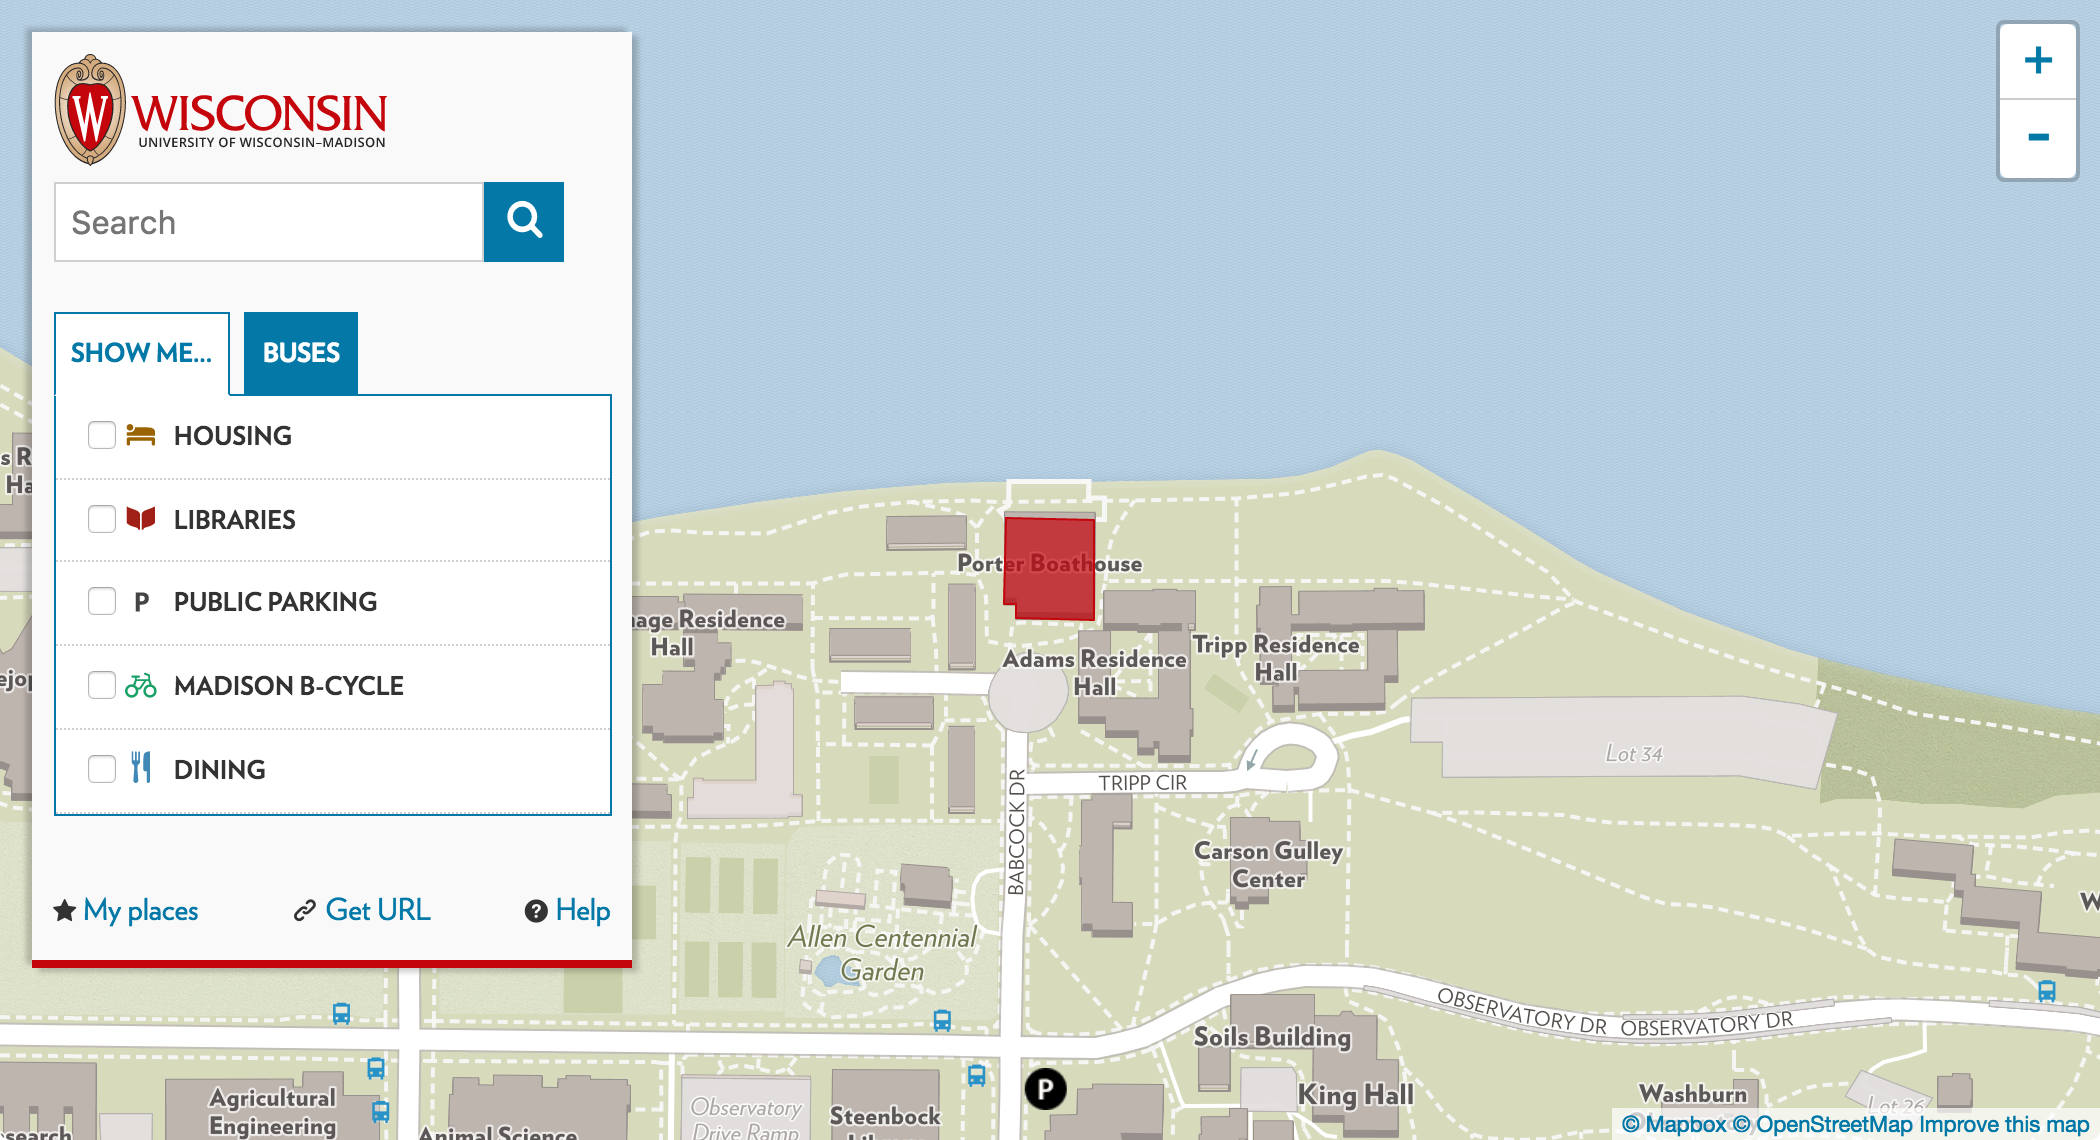 W
WISCONSIN
UNIVERSITY OF WISCONSIN–MADISON
Search
SHOW ME...
BUSES
HOUSING
LIBRARIES
P
PUBLIC PARKING
MADISON B-CYCLE
DINING
My places
Get URL
? Help
+
-
Porter Boathouse
Residence
Hall
Adams Residence
Hall
Tripp Residence
Hall
Lot 34
TRIPP CIR
BABCOCK DR
Carson Gulley
Center
Allen Centennial
Garden
OBSERVATORY DR
OBSERVATORY DR
Soils Building
King Hall
P
Agricultural
Engineering
Animal Science
Observatory
Drive Ramp
Steenbock
Washburn
Lot 26
© Mapbox © OpenStreetMap Improve this map